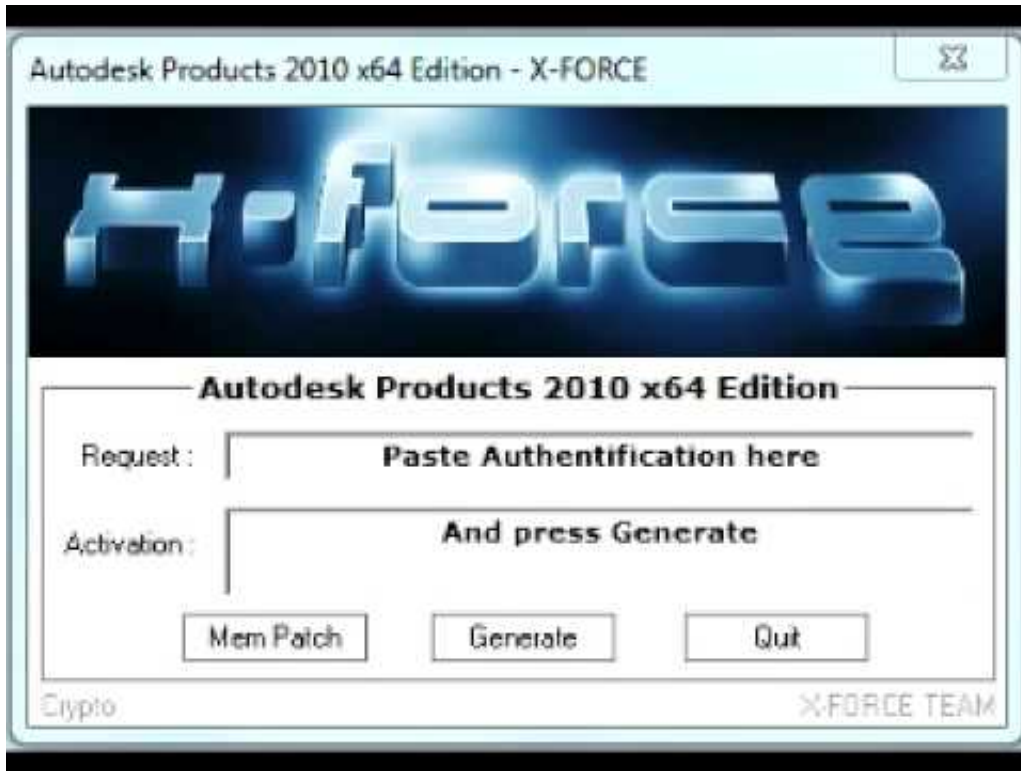 Autodesk Products 2010 x64 Edition - X-FORCE
x-force
Autodesk Products 2010 x64 Edition
Request :
Paste Authentification here
Activation :
And press Generate
Mem Patch
Generate
Quit
Crypto
X-FORCE TEAM